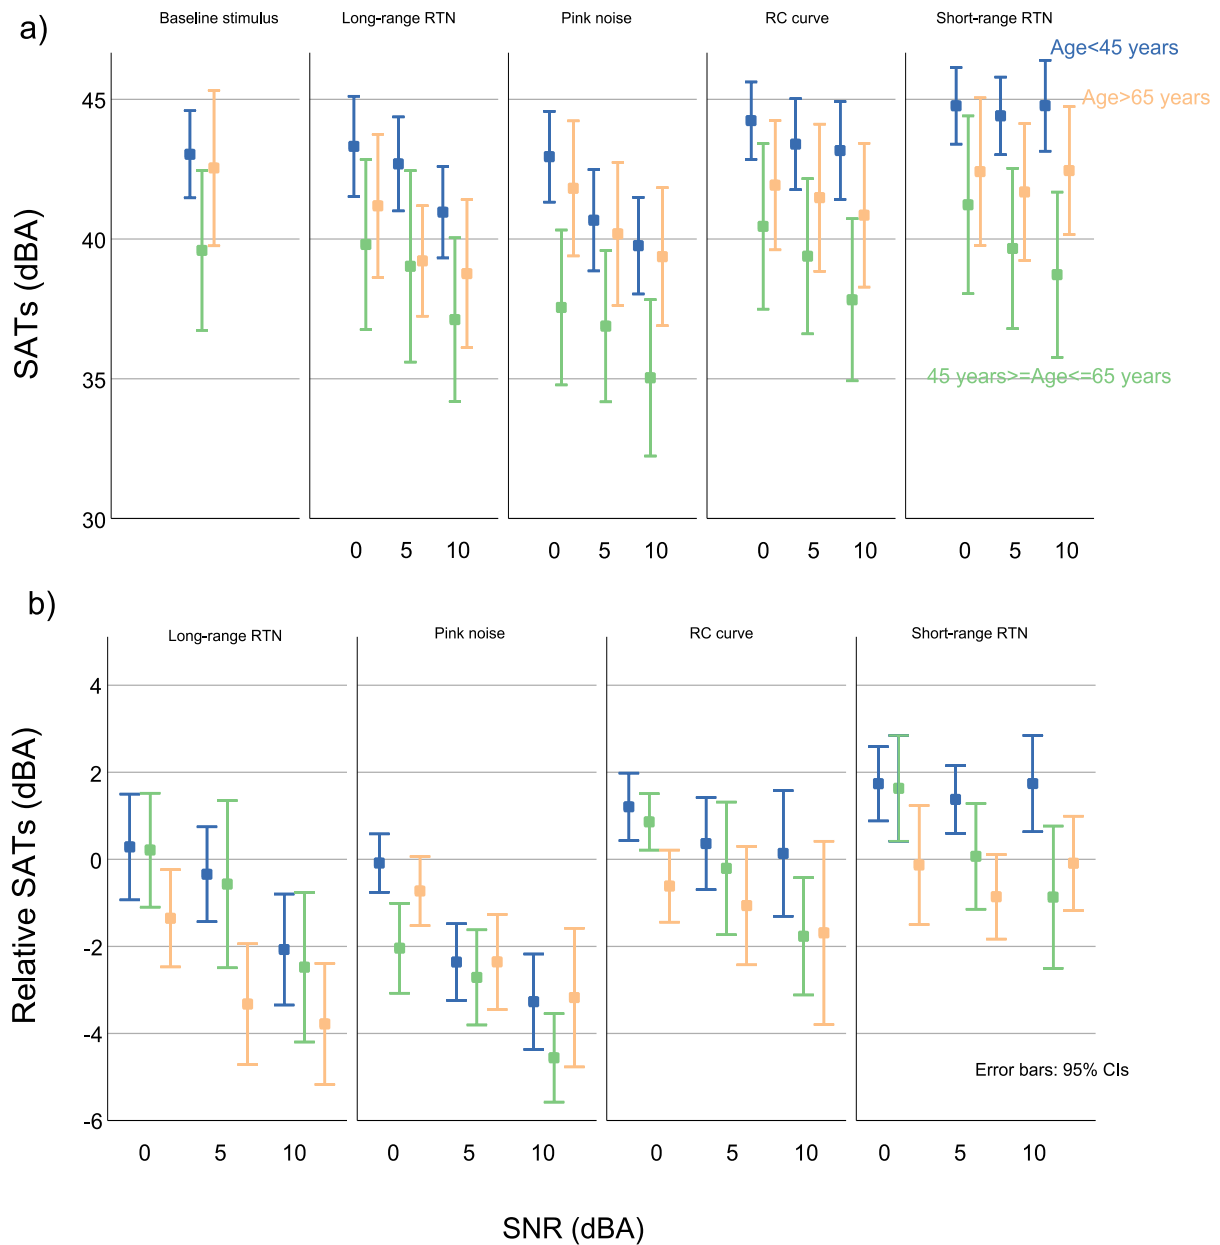 a)
Baseline stimulus Long-range RTN Pink noise RC curve Short-range RTN
Age<45 years
Age>65 years
45 years>=Age<=65 years
SATs (dBA)
45
40
35
30
0 5 10 0 5 10 0 5 10 0 5 10
b)
Long-range RTN Pink noise RC curve Short-range RTN
Relative SATs (dBA)
4
2
0
-2
-4
-6
Error bars: 95% CIs
0 5 10 0 5 10 0 5 10 0 5 10
SNR (dBA)